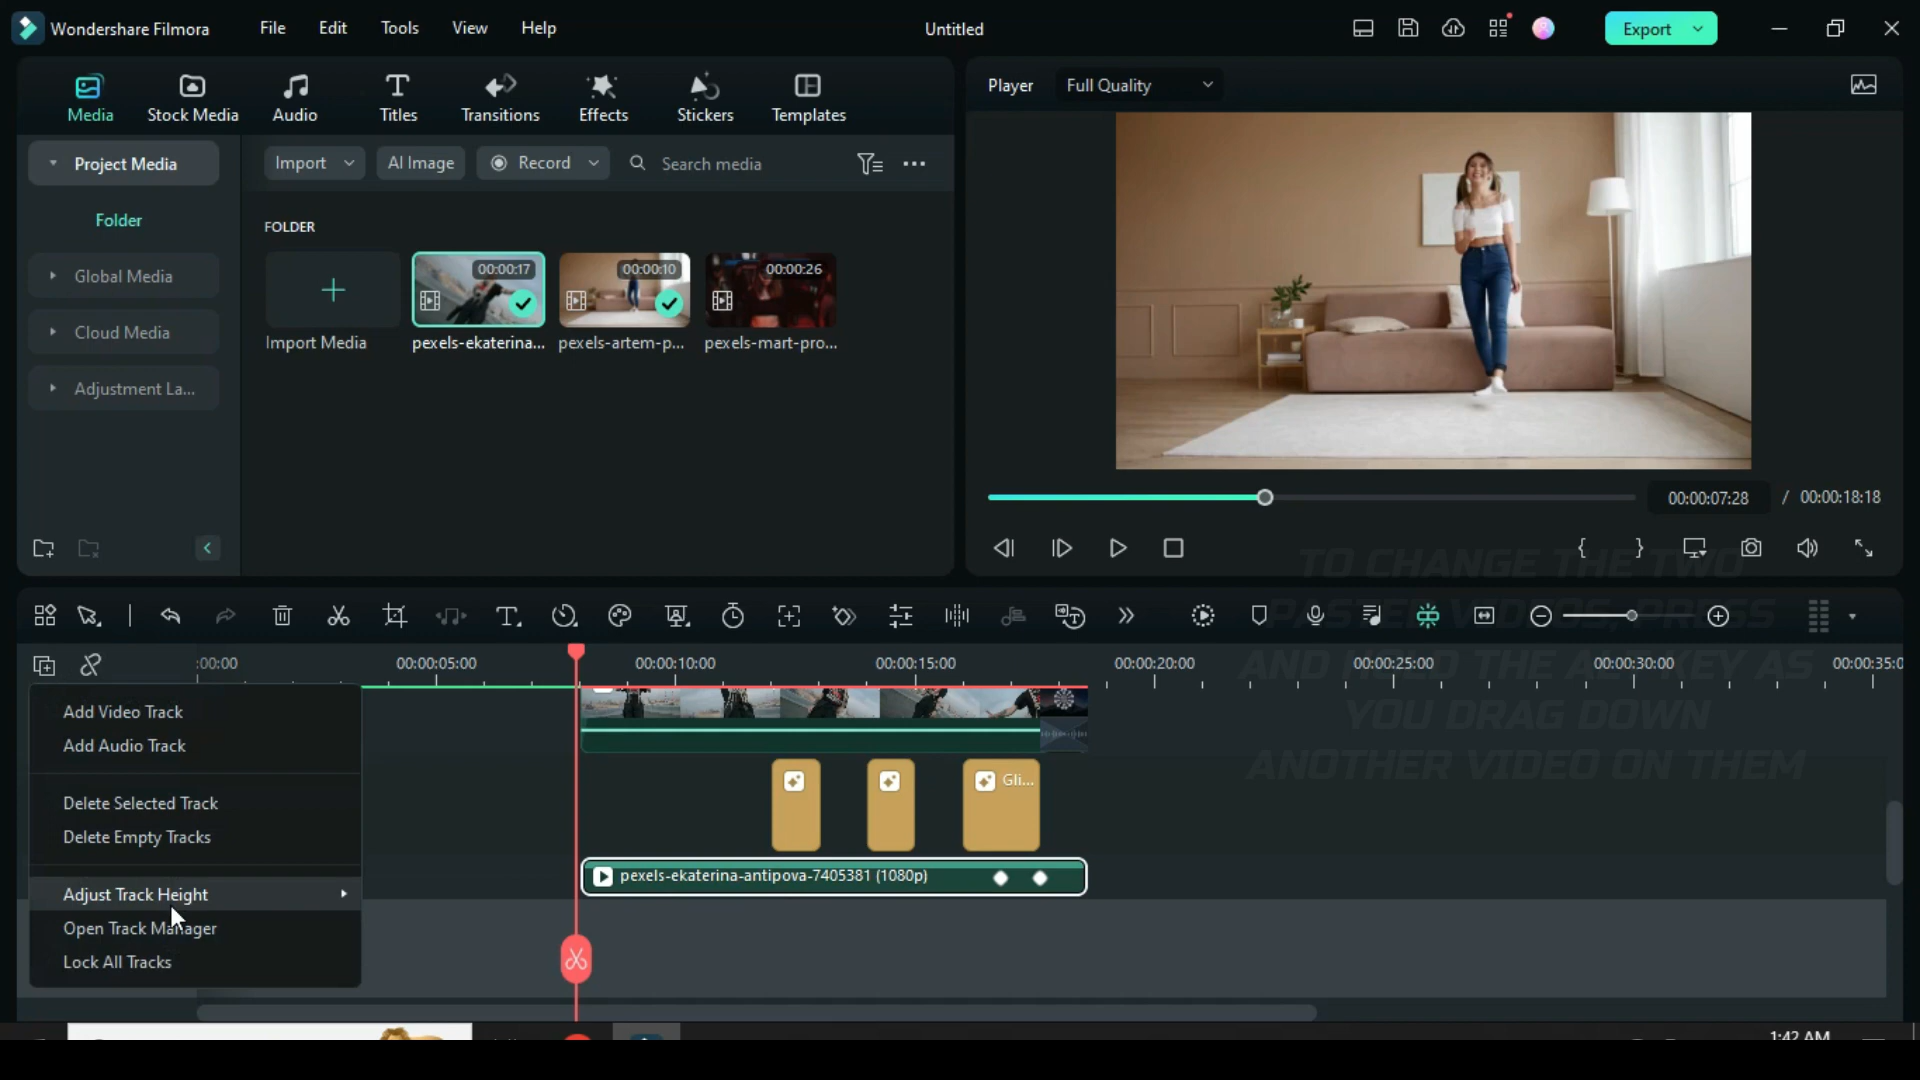 Wondershare Filmora
File
Edit
Tools
View
Help
Untitled
Export
Media
Stock Media
Audio
Titles
Transitions
Effects
Stickers
Templates
Player
Full Quality
Project Media
Import
AI Image
Record
Search media
Folder
FOLDER
Global Media
Cloud Media
Adjustment La...
00:00:17
00:00:10
00:00:26
Import Media
pexels-ekaterina...
pexels-artem-p...
pexels-mart-pro...
00:00:07:28
/ 00:00:18:18
{
}
TO CHANGE THE TWO
PASTED VIDEOS, PRESS
AND HOLD THE ALT KEY AS
YOU DRAG DOWN
ANOTHER VIDEO ON THEM
:00:00
00:00:05:00
00:00:10:00
00:00:15:00
00:00:20:00
00:00:25:00
00:00:30:00
00:00:35:0
Add Video Track
Add Audio Track
Delete Selected Track
Delete Empty Tracks
Adjust Track Height
Open Track Manager
Lock All Tracks
Gli...
pexels-ekaterina-antipova-7405381 (1080p)
1:42 AM